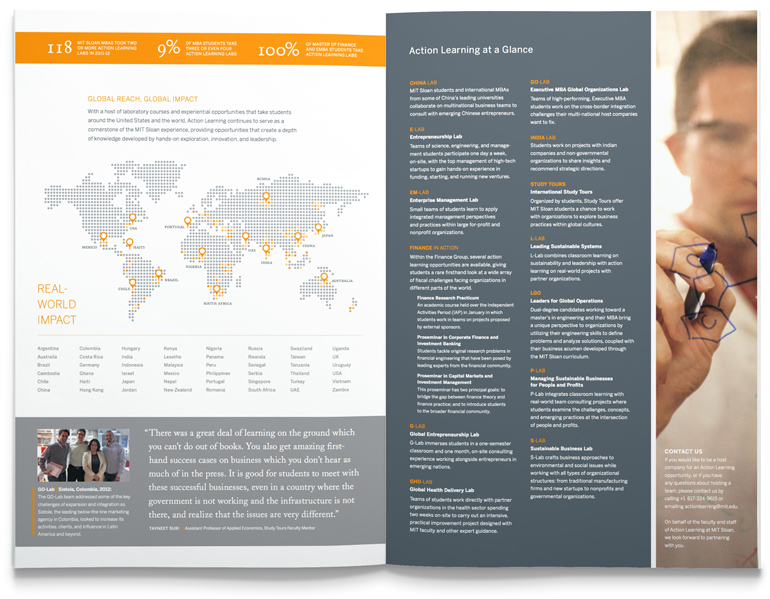 118
MIT SLOAN MBAS TOOK TWO
OR MORE ACTION LEARNING
LABS IN 2011-12
9%
OF MBA STUDENTS TAKE
THREE OR EVEN FOUR
ACTION LEARNING LABS
100%
OF MASTER OF FINANCE
AND EMBA STUDENTS TAKE
ACTION LEARNING LABS.
GLOBAL REACH, GLOBAL IMPACT
With a host of laboratory courses and experiential opportunities that take students
around the United States and the world, Action Learning continues to serve as a
cornerstone of the MIT Sloan experience, providing opportunities that create a depth
of knowledge developed by hands-on exploration, innovation, and leadership.
RUSSIA
USA
PORTUGAL
JAPAN
MEXICO
HAITI
UAE
CHINA
INDIA
NIGERIA
BRAZIL
CHILE
AUSTRALIA
SOUTH AFRICA
REAL-
WORLD
IMPACT
Argentina Colombia Hungary Kenya Nigeria Russia Swaziland Uganda
Australia Costa Rica India Lesotho Panama Rwanda Taiwan UK
Brazil Germany Indonesia Malaysia Peru Senegal Tanzania Uruguay
Cambodia Ghana Israel Mexico Philippines Serbia Thailand USA
Chile Haiti Japan Nepal Portugal Singapore Turkey Vietnam
China Hong Kong Jordan New Zealand Romania South Africa UAE Zambia
GO-Lab Sistole, Colombia, 2012:
The GO-Lab team addressed some of the key
challenges of expansion and integration as
Sistole, the leading below the line marketing
agency in Colombia, looked to increase its
activities, clients, and influence in Latin
America and beyond.
“There was a great deal of learning on the ground which
you can’t do out of books. You also get amazing first-
hand success cases on business which you don’t hear as
much of in the press. It is good for students to meet with
these successful businesses, even in a country where the
government is not working and the infrastructure is not
there, and realize that the issues are very different.”
TAVNEET SURI Assistant Professor of Applied Economics, Study Tours Faculty Mentor
Action Learning at a Glance
CHINA LAB
MIT Sloan students and international MBAs
from some of China's leading universities
collaborate on multinational business teams to
consult with emerging Chinese entrepreneurs.
E-LAB
Entrepreneurship Lab
Teams of science, engineering, and manage-
ment students participate one day a week,
on-site, with the top management of high-tech
startups to gain hands-on experience in
funding, starting, and running new ventures.
EM-LAB
Enterprise Management Lab
Small teams of students learn to apply
integrated management perspectives
and practices within large for-profit and
nonprofit organizations.
FINANCE IN ACTION
Within the Finance Group, several action
learning opportunities are available, giving
students a rare firsthand look at a wide array
of fiscal challenges facing organizations in
different parts of the world.
Finance Research Practicum
An academic course held over the Independent
Activities Period (IAP) in January in which
students work in teams on projects proposed
by external sponsors.
Proseminar in Corporate Finance and
Investment Banking
Students tackle original research problems in
financial engineering that have been posed by
leading experts from the financial community.
Proseminar in Capital Markets and
Investment Management
This proseminar has two principal goals: to
bridge the gap between finance theory and
finance practice; and to introduce students
to the broader financial community.
G-LAB
Global Entrepreneurship Lab
G-Lab immerses students in a one-semester
classroom and one month, on-site consulting
experience working alongside entrepreneurs in
emerging nations.
GHD-LAB
Global Health Delivery Lab
Teams of students work directly with partner
organizations in the health sector spending
two weeks on-site to carry out an intensive,
practical improvement project designed with
MIT faculty and other expert guidance.
GO-LAB
Executive MBA Global Organizations Lab
Teams of high-performing, Executive MBA
students work on the cross-border integration
challenges their multi-national host companies
want to fix.
INDIA LAB
Students work on projects with Indian
companies and non-governmental
organizations to share insights and
recommend strategic directions.
STUDY TOURS
International Study Tours
Organized by students, Study Tours offer
MIT Sloan students a chance to work
with organizations to explore business
practices within global cultures.
L-LAB
Leading Sustainable Systems
L-Lab combines classroom learning on
sustainability and leadership with action
learning on real-world projects with
partner organizations.
LGO
Leaders for Global Operations
Dual-degree candidates working toward a
master's in engineering and their MBA bring
a unique perspective to organizations by
utilizing their engineering skills to define
problems and analyze solutions, coupled with
their business acumen developed through
the MIT Sloan curriculum.
P-LAB
Managing Sustainable Businesses
for People and Profits
P-Lab integrates classroom learning with
real-world team consulting projects where
students examine the challenges, concepts,
and emerging practices at the intersection
of people and profits.
S-LAB
Sustainable Business Lab
S-Lab crafts business approaches to
environmental and social issues while
working with all types of organizational
structures: from traditional manufacturing
firms and new startups to nonprofits and
governmental organizations.
CONTACT US
If you would like to be a host
company for an Action Learning
opportunity, or if you have
any questions about hosting a
team, please contact us by
calling +1 617-324 9623 or
emailing actionlearning@mit.edu.
On behalf of the faculty and staff
of Action Learning at MIT Sloan,
we look forward to partnering
with you.